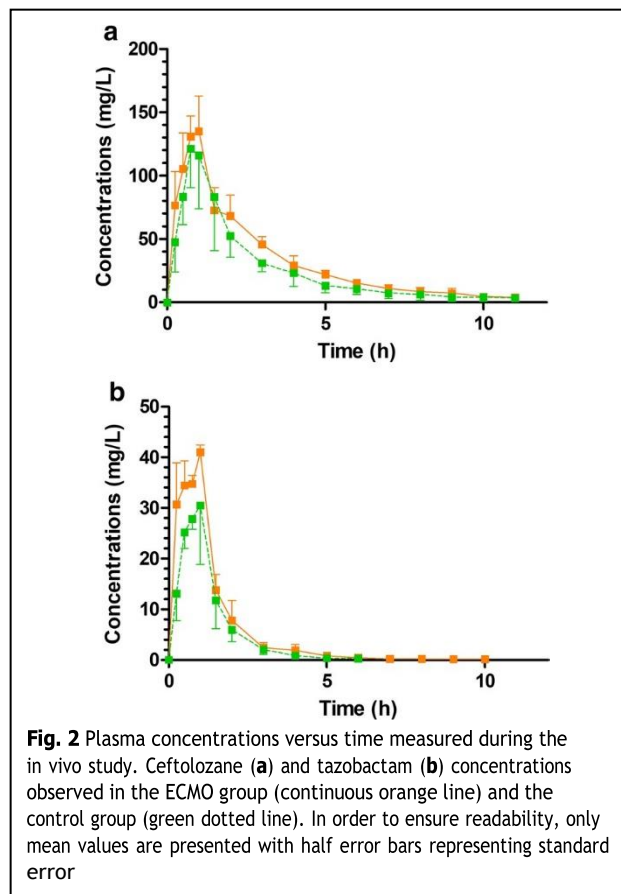 a
200
150
100
50
0
Concentrations (mg/L)
0 5 10
Time (h)
b
50
40
30
20
10
0
Concentrations (mg/L)
0 5 10
Time (h)
Fig. 2 Plasma concentrations versus time measured during the
in vivo study. Ceftolozane (a) and tazobactam (b) concentrations
observed in the ECMO group (continuous orange line) and the
control group (green dotted line). In order to ensure readability, only
mean values are presented with half error bars representing standard
error